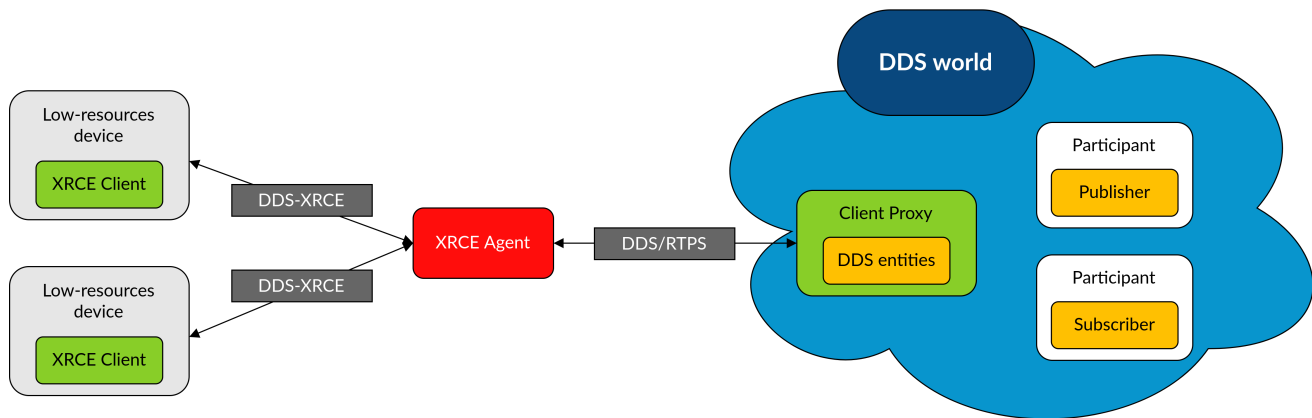 DDS world
Low-resources
device
XRCE Client
DDS-XRCE
Low-resources
device
XRCE Client
DDS-XRCE
XRCE Agent
DDS/RTPS
Client Proxy
DDS entities
Participant
Publisher
Participant
Subscriber